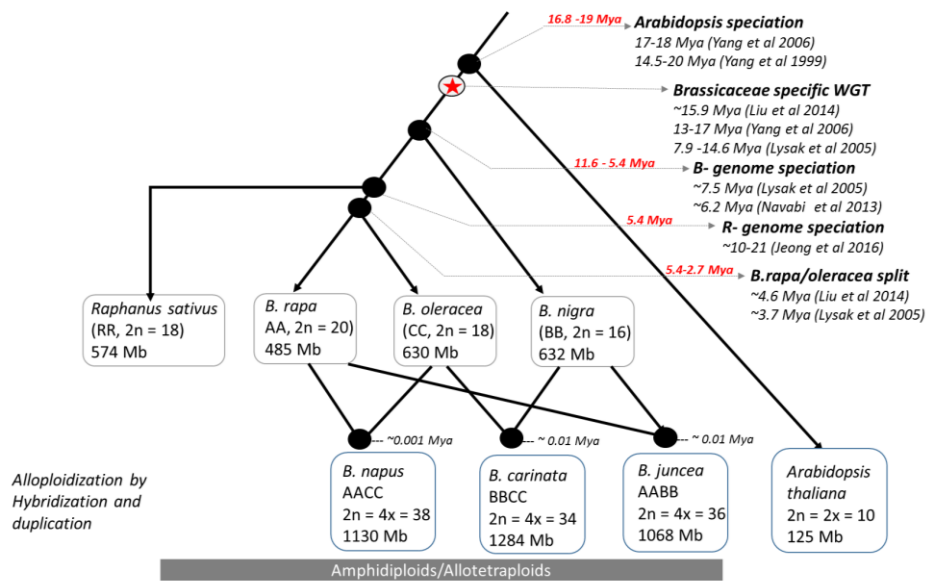 16.8 -19 Mya
Arabidopsis speciation
17-18 Mya (Yang et al 2006)
14.5-20 Mya (Yang et al 1999)
Brassicaceae specific WGT
~15.9 Mya (Liu et al 2014)
13-17 Mya (Yang et al 2006)
7.9 -14.6 Mya (Lysak et al 2005)
11.6 - 5.4 Mya
B- genome speciation
~7.5 Mya (Lysak et al 2005)
~6.2 Mya (Navabi et al 2013)
5.4 Mya
R- genome speciation
~10-21 (Jeong et al 2016)
5.4-2.7 Mya
B.rapa/oleracea split
~4.6 Mya (Liu et al 2014)
~3.7 Mya (Lysak et al 2005)
Raphanus sativus
(RR, 2n = 18)
574 Mb
B. rapa
AA, 2n = 20)
485 Mb
B. oleracea
(CC, 2n = 18)
630 Mb
B. nigra
(BB, 2n = 16)
632 Mb
--- ~0.001 Mya
--- ~ 0.01 Mya
--- ~ 0.01 Mya
Alloploidization by
Hybridization and
duplication
B. napus
AACC
2n = 4x = 38
1130 Mb
B. carinata
BBCC
2n = 4x = 34
1284 Mb
B. juncea
AABB
2n = 4x = 36
1068 Mb
Arabidopsis
thaliana
2n = 2x = 10
125 Mb
Amphidiploids/Allotetraploids